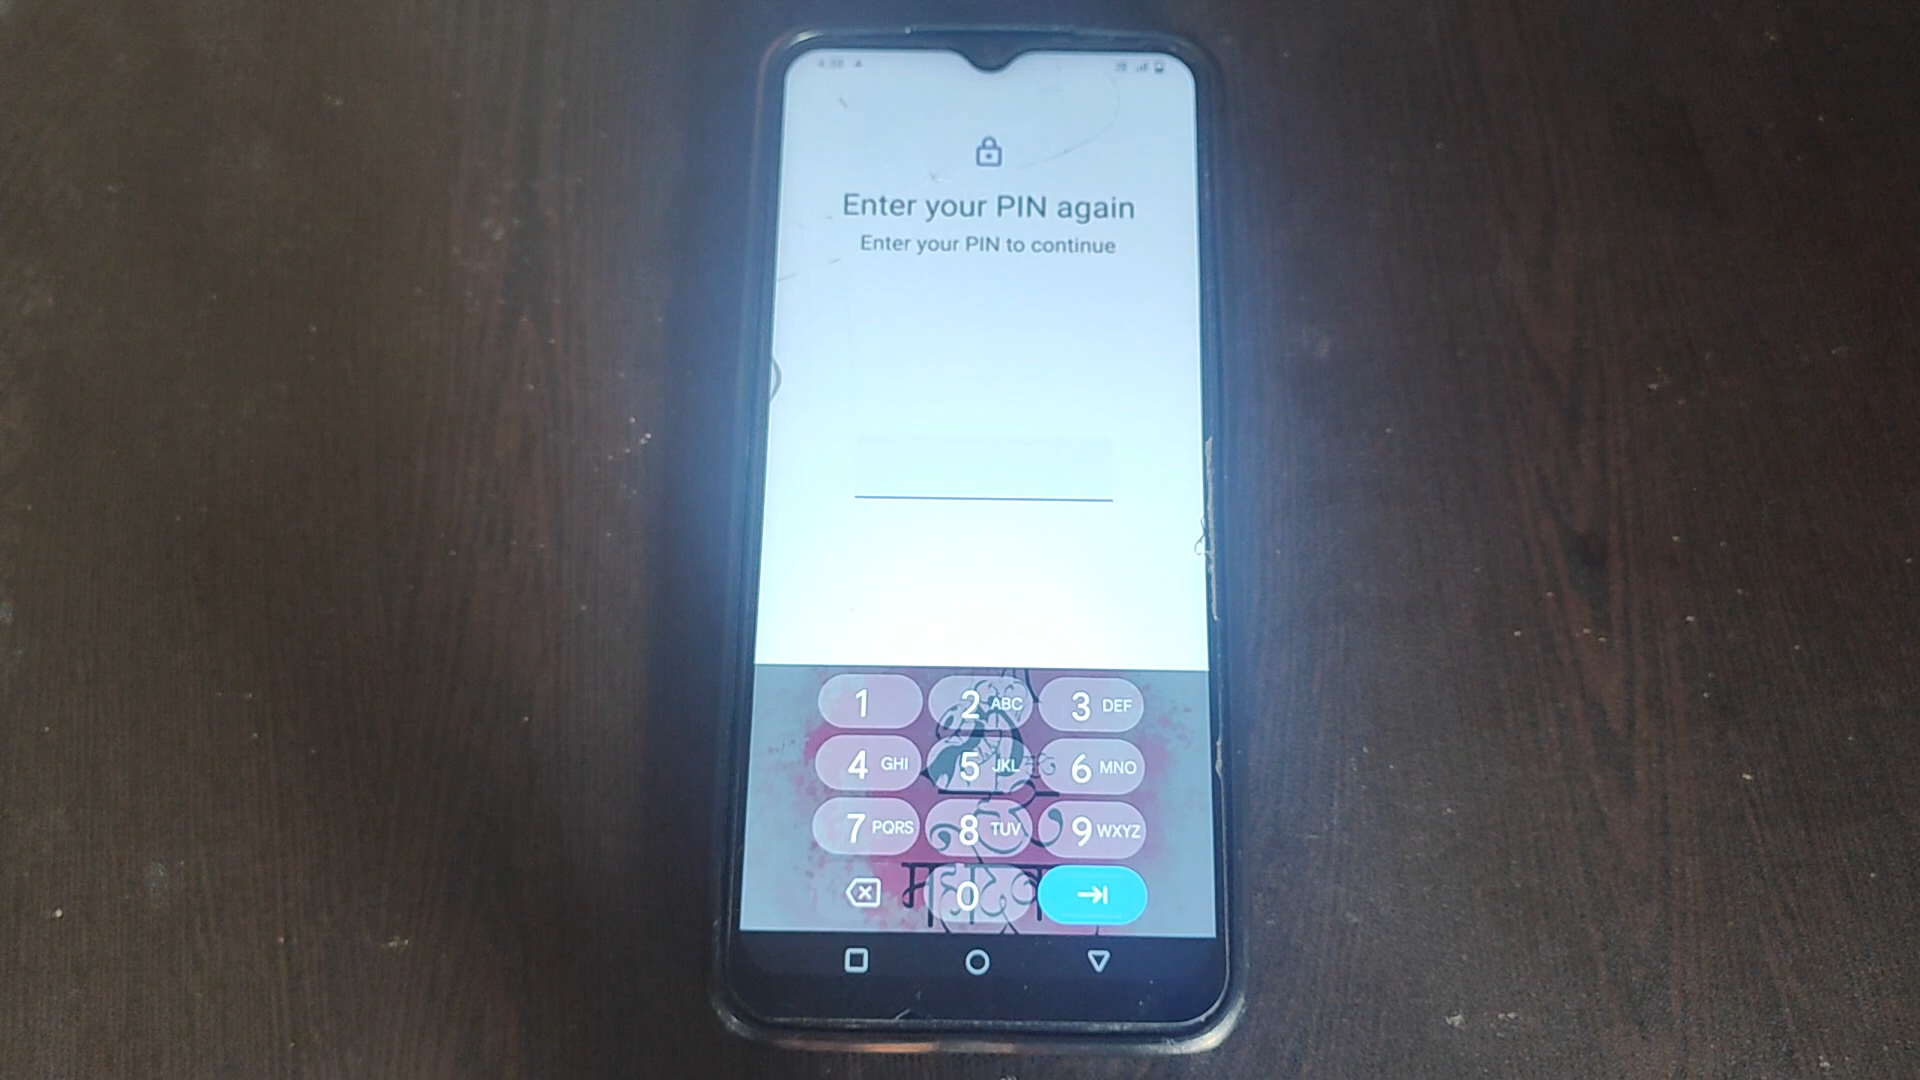 Enter your PIN again
Enter your PIN to continue
1
2 ABC
3 DEF
4 GHI
5 JKL
6 MNO
7 PQRS
8 TUV
9 WXYZ
0